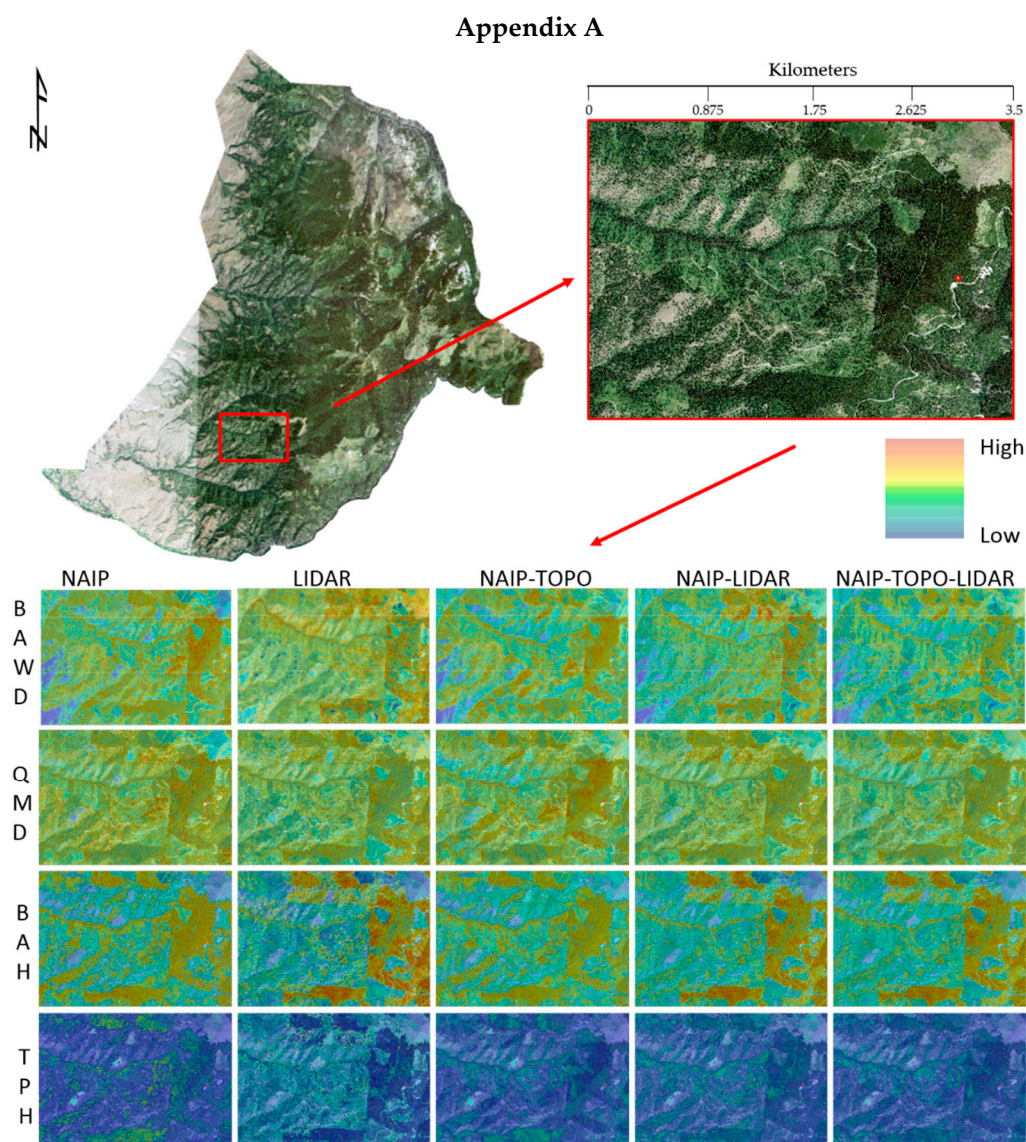 Appendix A
N
Kilometers
0 0.875 1.75 2.625 3.5
High
Low
NAIP LIDAR NAIP-TOPO NAIP-LIDAR NAIP-TOPO-LIDAR
B
A
W
D
Q
M
D
B
A
H
T
P
H